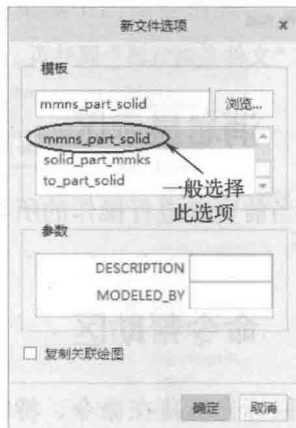 新文件选项
×
模板
mmns_part_solid
浏览...
mmns_part_solid
solid_part_mmks
to_part_solid
一般选择
此选项
参数
DESCRIPTION
MODELED_BY
复制关联绘图
确定 取消